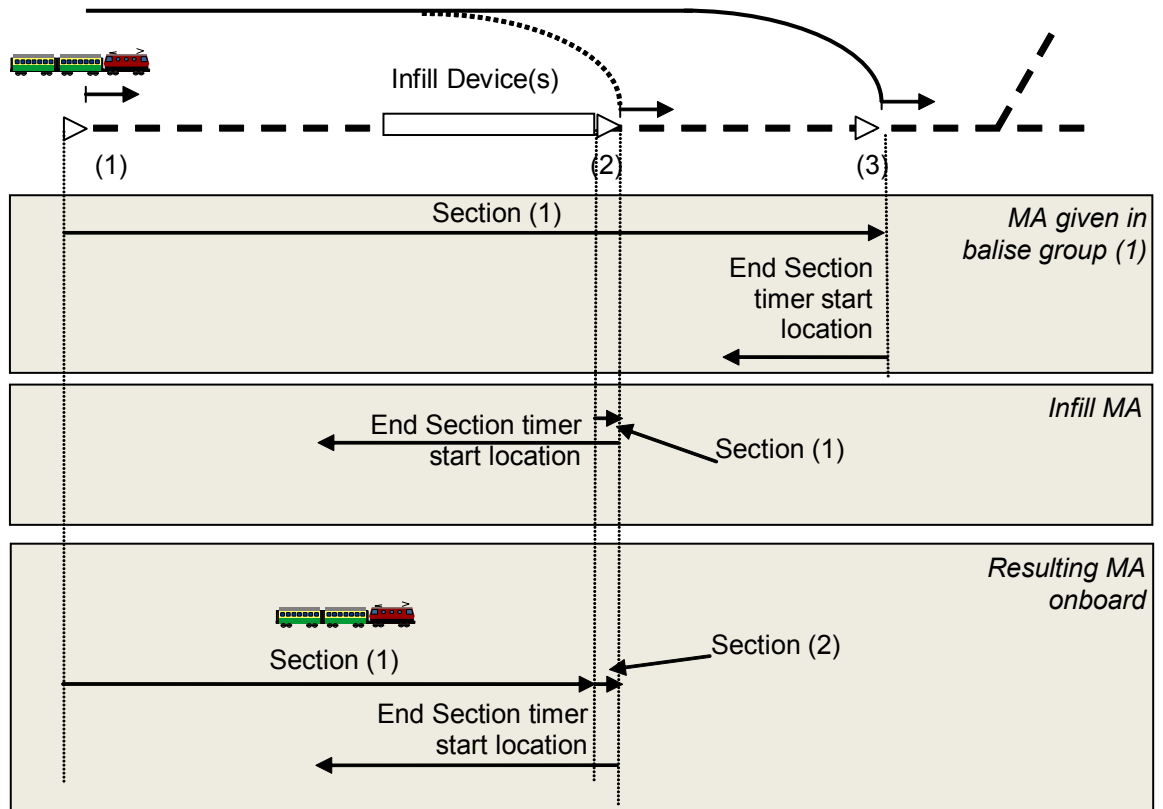 Infill Device(s)
(1)
(2)
(3)
Section (1)
MA given in
balise group (1)
End Section
timer start
location
Infill MA
End Section timer
start location
Section (1)
Resulting MA
onboard
Section (2)
Section (1)
End Section timer
start location